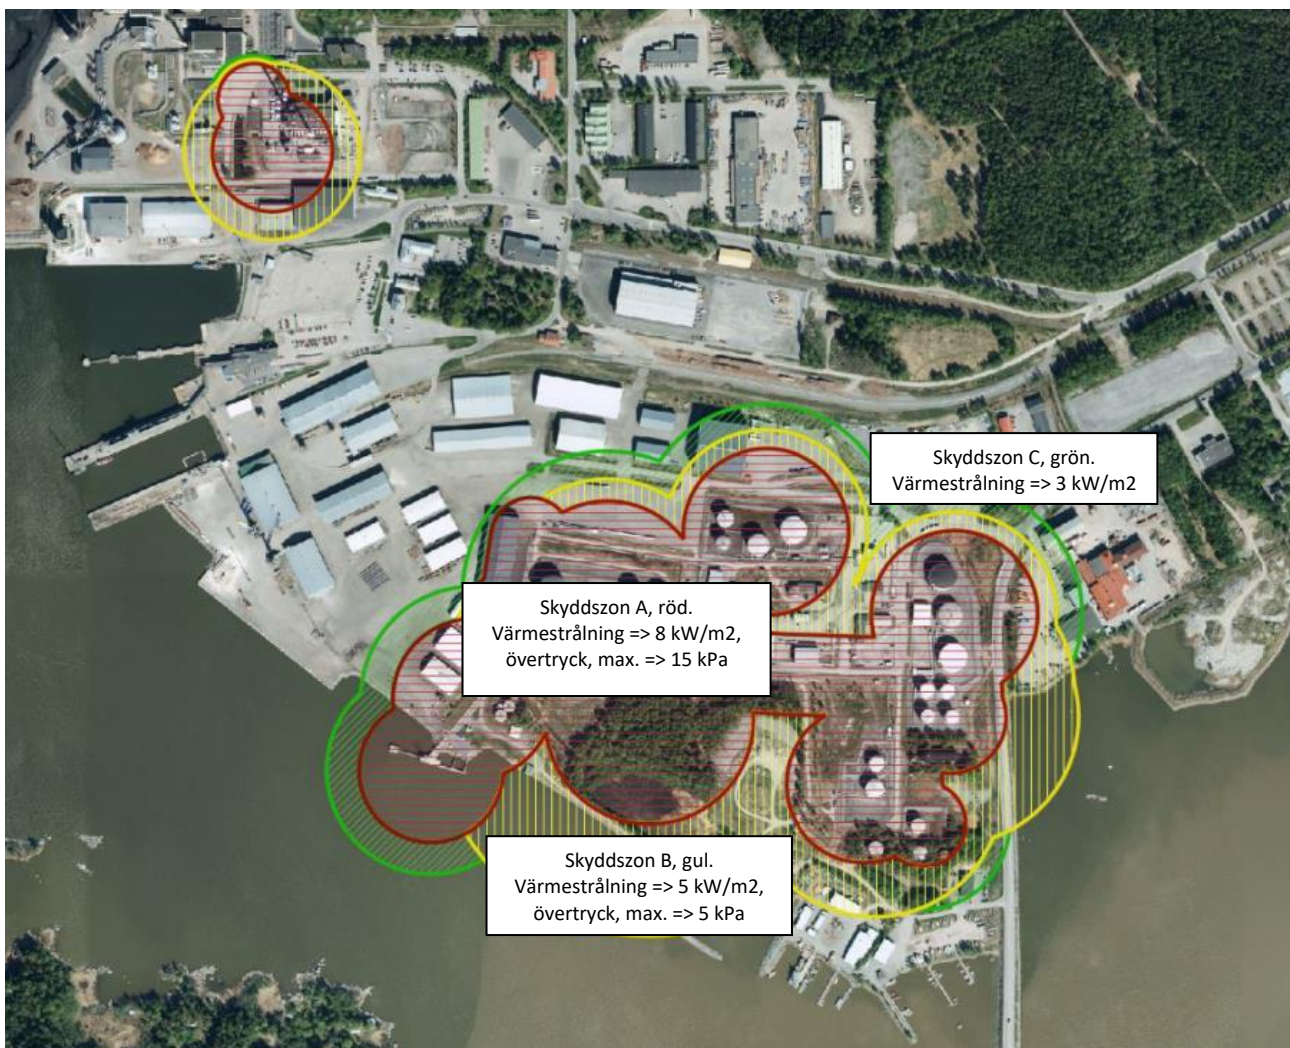 Skyddszon C, grön.
Värmestrålning => 3 kW/m2
Skyddszon A, röd.
Värmestrålning => 8 kW/m2,
övertryck, max. => 15 kPa
Skyddszon B, gul.
Värmestrålning => 5 kW/m2,
övertryck, max. => 5 kPa